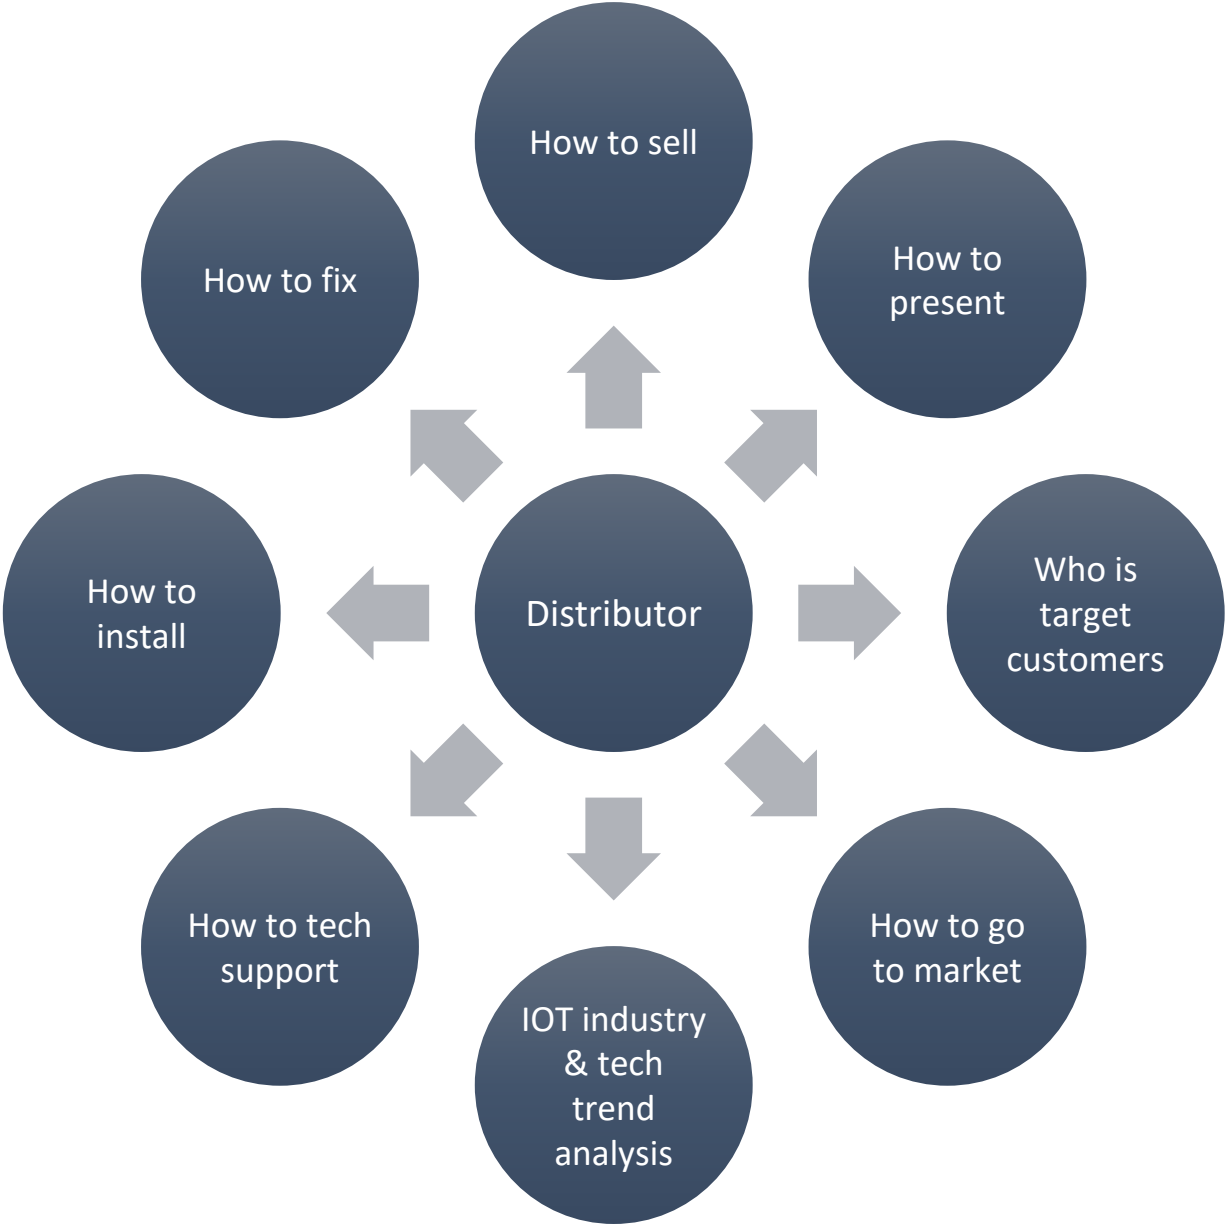 How to sell
How to
present
Who is
target
customers
How to go
to market
IOT industry
& tech
trend
analysis
How to tech
support
How to
install
How to fix
Distributor